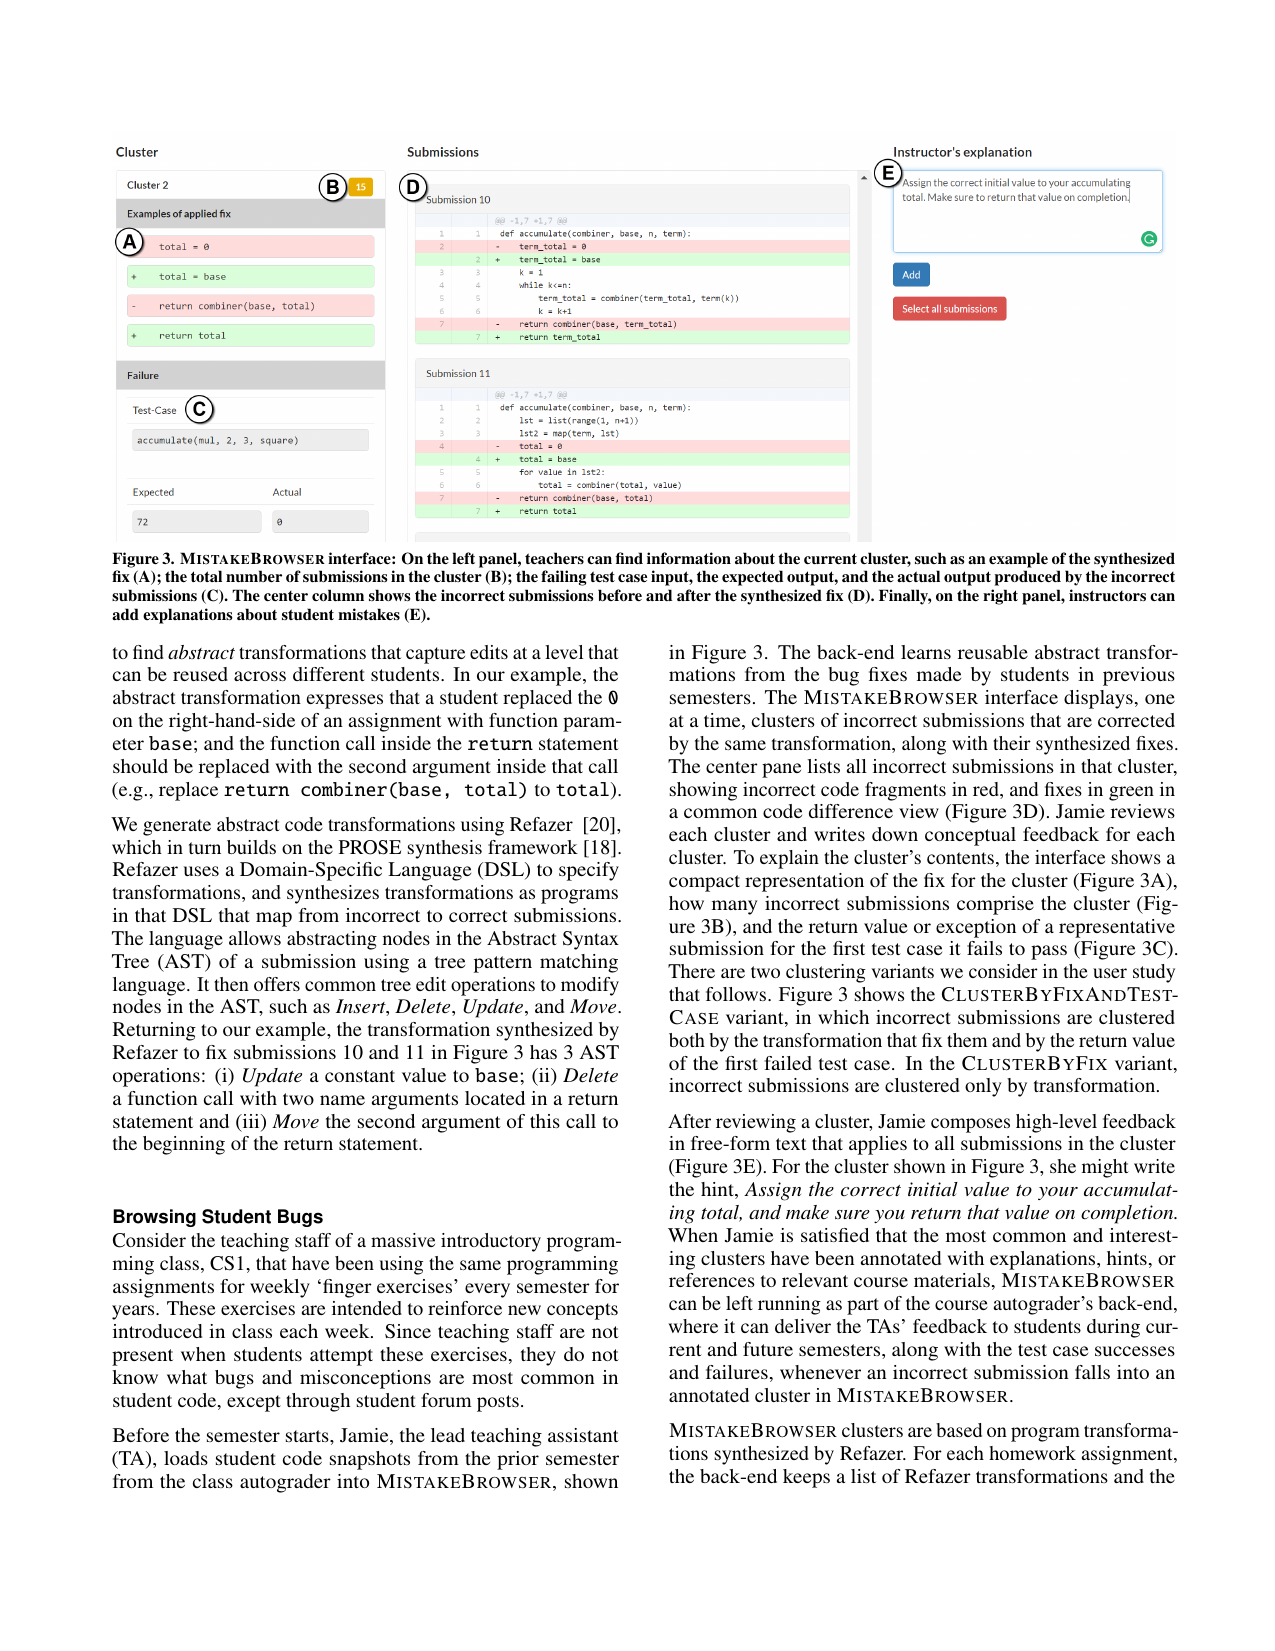 Cluster
Cluster 2
B
15
Examples of applied fix
A
total = 0
+ total = base
- return combiner(base, total)
+ return total
Failure
Test-Case
C
accumulate(mul, 2, 3, square)
Expected
Actual
72
0
Submissions
D
Submission 10
@@ -1,7 +1,7 @@
1 1 def accumulate(combiner, base, n, term):
2 - term_total = 0
2 + term_total = base
3 3 k = 1
4 4 while k<=n:
5 5 term_total = combiner(term_total, term(k))
6 6 k = k+1
7 - return combiner(base, term_total)
7 + return term_total
Submission 11
@@ -1,7 +1,7 @@
1 1 def accumulate(combiner, base, n, term):
2 2 lst = list(range(1, n+1))
3 3 lst2 = map(term, lst)
4 - total = 0
4 + total = base
5 5 for value in lst2:
6 6 total = combiner(total, value)
7 - return combiner(base, total)
7 + return total
Instructor's explanation
E
Assign the correct initial value to your accumulating
total. Make sure to return that value on completion.
Add
Select all submissions
Figure 3. MISTAKEBROWSER interface: On the left panel, teachers can find information about the current cluster, such as an example of the synthesized
fix (A); the total number of submissions in the cluster (B); the failing test case input, the expected output, and the actual output produced by the incorrect
submissions (C). The center column shows the incorrect submissions before and after the synthesized fix (D). Finally, on the right panel, instructors can
add explanations about student mistakes (E).
to find abstract transformations that capture edits at a level that
can be reused across different students. In our example, the
abstract transformation expresses that a student replaced the 0
on the right-hand-side of an assignment with function param-
eter base; and the function call inside the return statement
should be replaced with the second argument inside that call
(e.g., replace return combiner(base, total) to total).
We generate abstract code transformations using Refazer [20],
which in turn builds on the PROSE synthesis framework [18].
Refazer uses a Domain-Specific Language (DSL) to specify
transformations, and synthesizes transformations as programs
in that DSL that map from incorrect to correct submissions.
The language allows abstracting nodes in the Abstract Syntax
Tree (AST) of a submission using a tree pattern matching
language. It then offers common tree edit operations to modify
nodes in the AST, such as Insert, Delete, Update, and Move.
Returning to our example, the transformation synthesized by
Refazer to fix submissions 10 and 11 in Figure 3 has 3 AST
operations: (i) Update a constant value to base; (ii) Delete
a function call with two name arguments located in a return
statement and (iii) Move the second argument of this call to
the beginning of the return statement.
Browsing Student Bugs
Consider the teaching staff of a massive introductory program-
ming class, CS1, that have been using the same programming
assignments for weekly ‘finger exercises’ every semester for
years. These exercises are intended to reinforce new concepts
introduced in class each week. Since teaching staff are not
present when students attempt these exercises, they do not
know what bugs and misconceptions are most common in
student code, except through student forum posts.
Before the semester starts, Jamie, the lead teaching assistant
(TA), loads student code snapshots from the prior semester
from the class autograder into MISTAKEBROWSER, shown
in Figure 3. The back-end learns reusable abstract transfor-
mations from the bug fixes made by students in previous
semesters. The MISTAKEBROWSER interface displays, one
at a time, clusters of incorrect submissions that are corrected
by the same transformation, along with their synthesized fixes.
The center pane lists all incorrect submissions in that cluster,
showing incorrect code fragments in red, and fixes in green in
a common code difference view (Figure 3D). Jamie reviews
each cluster and writes down conceptual feedback for each
cluster. To explain the cluster's contents, the interface shows a
compact representation of the fix for the cluster (Figure 3A),
how many incorrect submissions comprise the cluster (Fig-
ure 3B), and the return value or exception of a representative
submission for the first test case it fails to pass (Figure 3C).
There are two clustering variants we consider in the user study
that follows. Figure 3 shows the CLUSTERBYFIXANDTEST-
CASE variant, in which incorrect submissions are clustered
both by the transformation that fix them and by the return value
of the first failed test case. In the CLUSTERBYFIX variant,
incorrect submissions are clustered only by transformation.
After reviewing a cluster, Jamie composes high-level feedback
in free-form text that applies to all submissions in the cluster
(Figure 3E). For the cluster shown in Figure 3, she might write
the hint, Assign the correct initial value to your accumulat-
ing total, and make sure you return that value on completion.
When Jamie is satisfied that the most common and interest-
ing clusters have been annotated with explanations, hints, or
references to relevant course materials, MISTAKEBROWSER
can be left running as part of the course autograder's back-end,
where it can deliver the TAs' feedback to students during cur-
rent and future semesters, along with the test case successes
and failures, whenever an incorrect submission falls into an
annotated cluster in MISTAKEBROWSER.
MISTAKEBROWSER clusters are based on program transforma-
tions synthesized by Refazer. For each homework assignment,
the back-end keeps a list of Refazer transformations and the